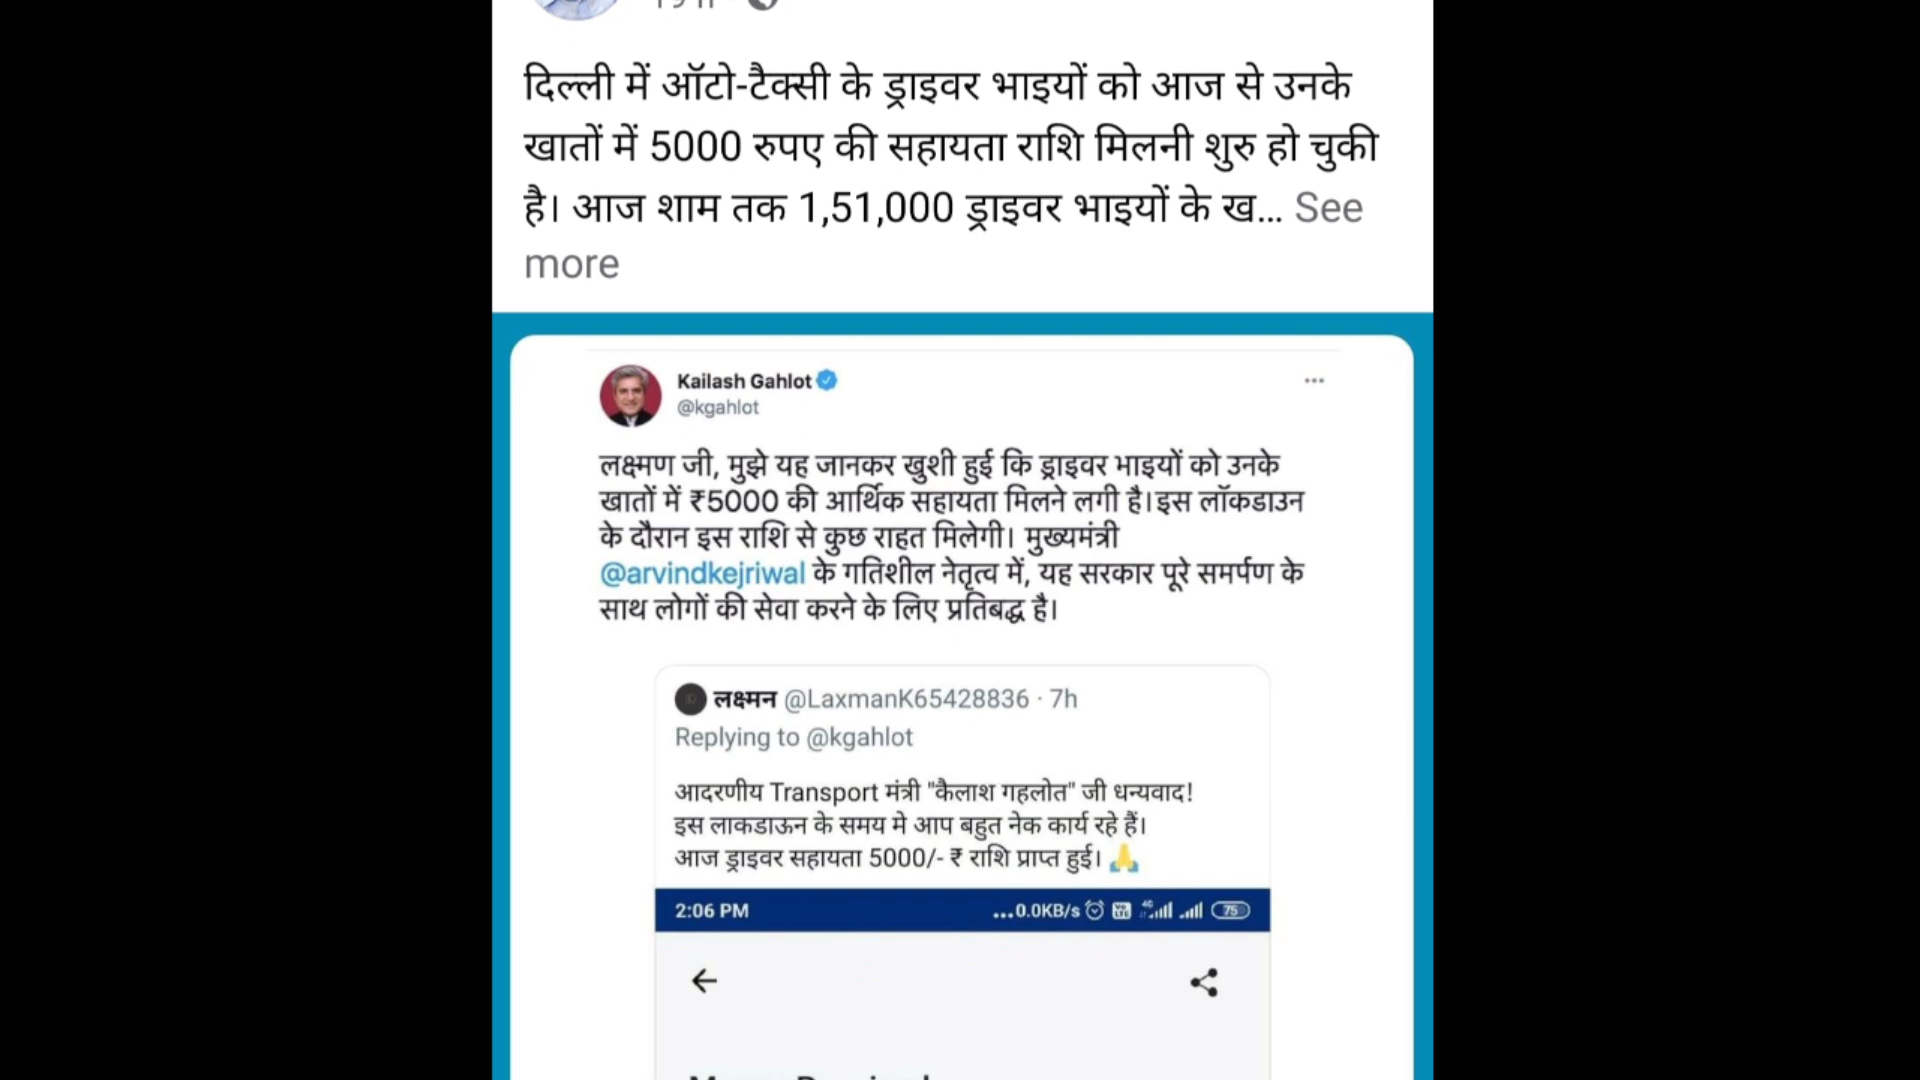 दिल्ली में ऑटो-टैक्सी के ड्राइवर भाइयों को आज से उनके
खातों में 5000 रुपए की सहायता राशि मिलनी शुरु हो चुकी
है। आज शाम तक 1,51,000 ड्राइवर भाइयों के ख... See
more
Kailash Gahlot
@kgahlot
लक्ष्मण जी, मुझे यह जानकर खुशी हुई कि ड्राइवर भाइयों को उनके
खातों में ₹5000 की आर्थिक सहायता मिलने लगी है।इस लॉकडाउन
के दौरान इस राशि से कुछ राहत मिलेगी। मुख्यमंत्री
@arvindkejriwal के गतिशील नेतृत्व में, यह सरकार पूरे समर्पण के
साथ लोगों की सेवा करने के लिए प्रतिबद्ध है।
लक्ष्मन @LaxmanK65428836 · 7h
Replying to @kgahlot
आदरणीय Transport मंत्री "कैलाश गहलोत" जी धन्यवाद!
इस लाकडाऊन के समय मे आप बहुत नेक कार्य रहे हैं।
आज ड्राइवर सहायता 5000/- ₹ राशि प्राप्त हुई। 🙏
2:06 PM ...0.0KB/s 4G 75